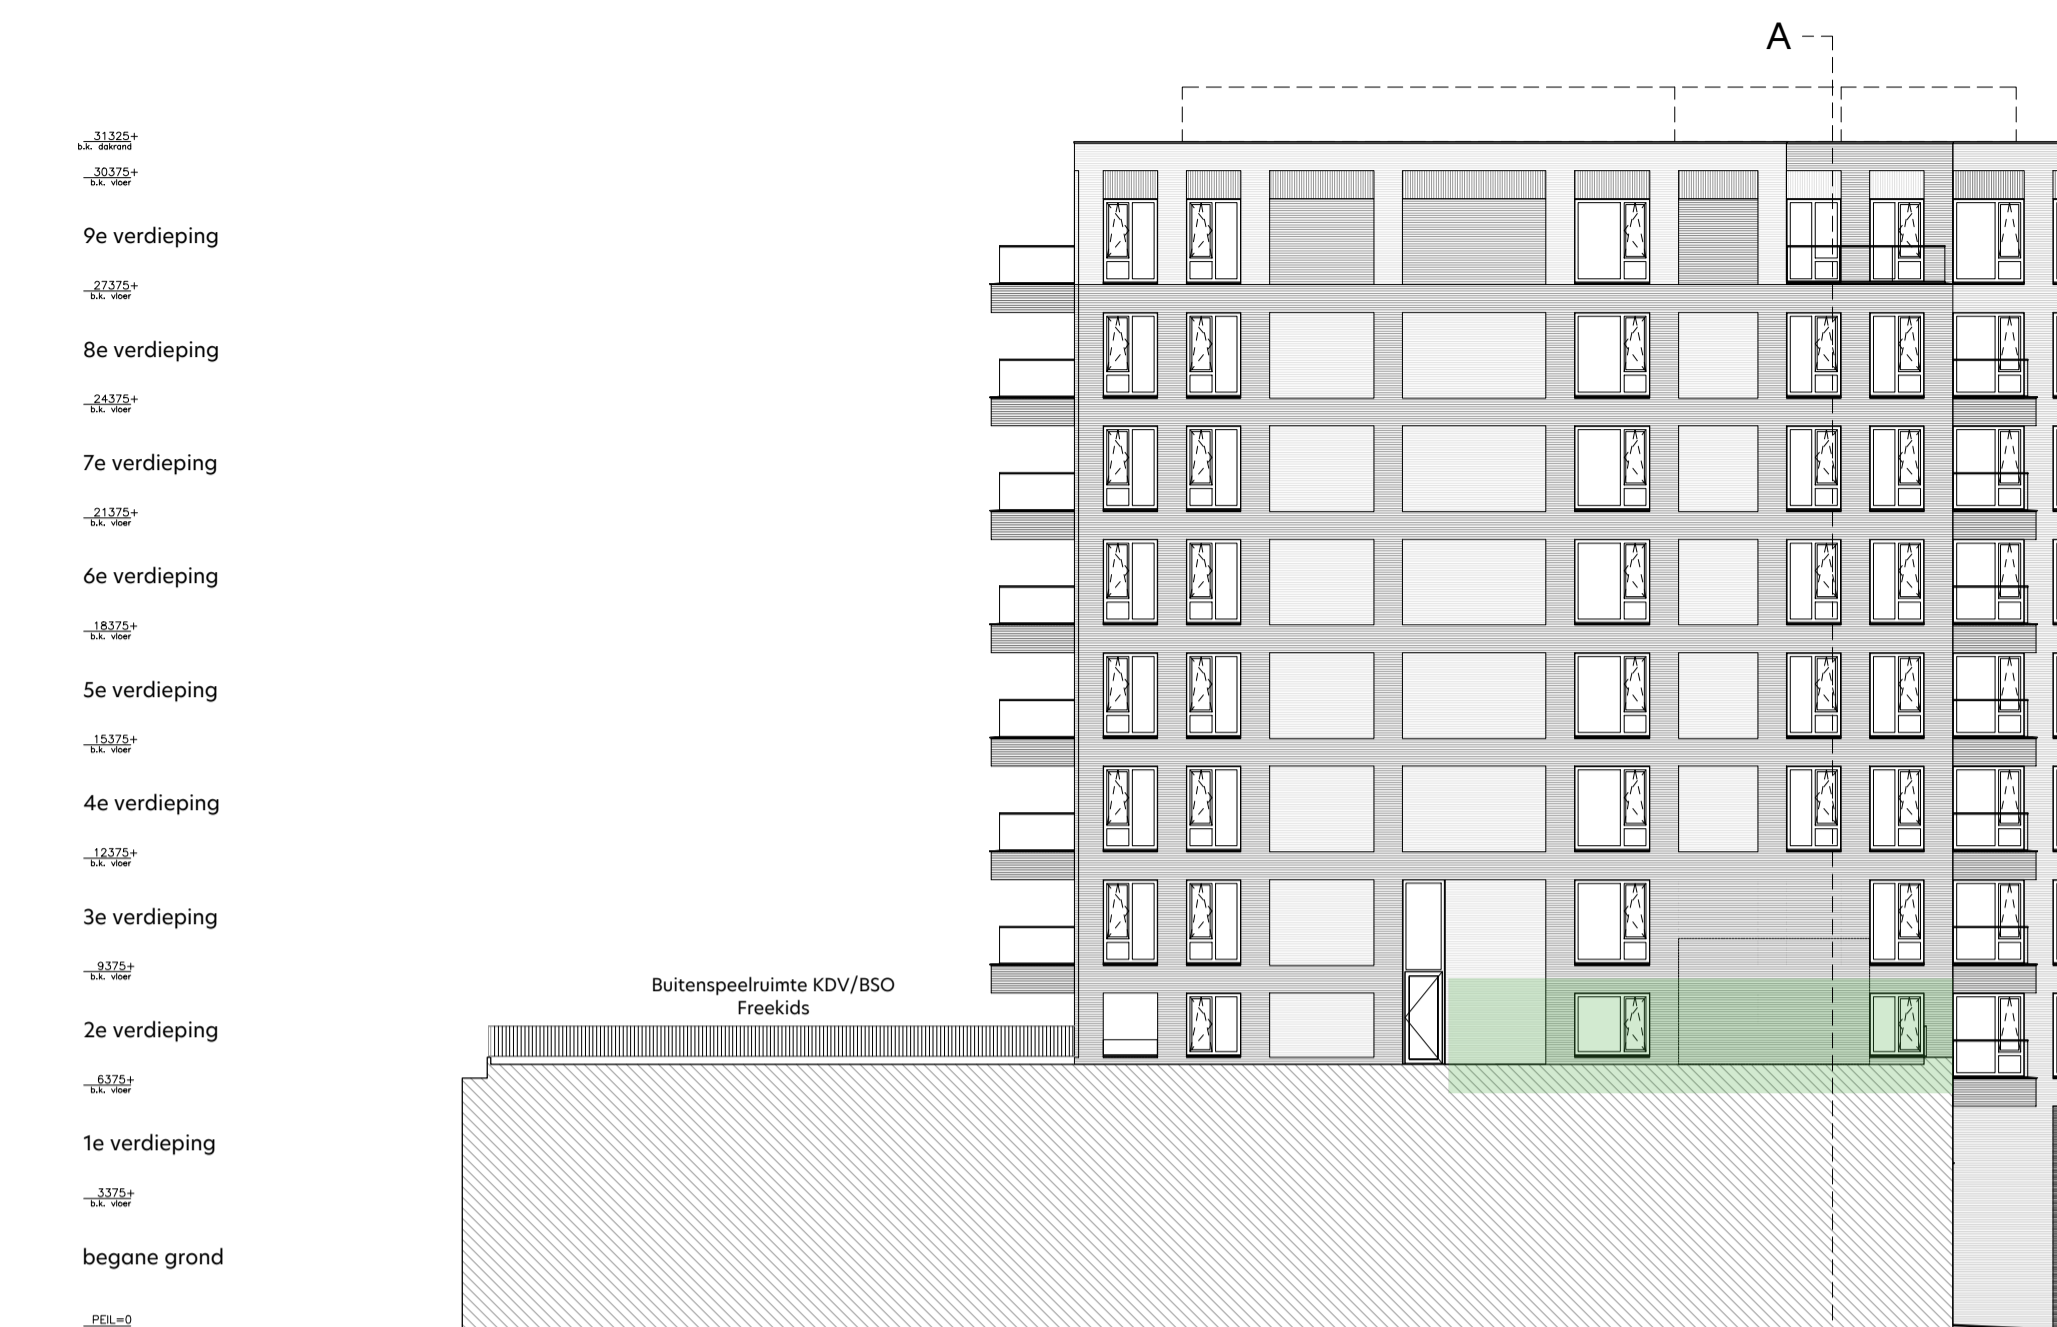 A
31325+
b.k. dakrand
30375+
b.k. vloer
9e verdieping
27375+
b.k. vloer
8e verdieping
24375+
b.k. vloer
7e verdieping
21375+
b.k. vloer
6e verdieping
18375+
b.k. vloer
5e verdieping
15375+
b.k. vloer
4e verdieping
12375+
b.k. vloer
3e verdieping
9375+
b.k. vloer
Buitenspeelruimte KDV/BSO
Freekids
2e verdieping
6375+
b.k. vloer
1e verdieping
3375+
b.k. vloer
begane grond
PEIL=0